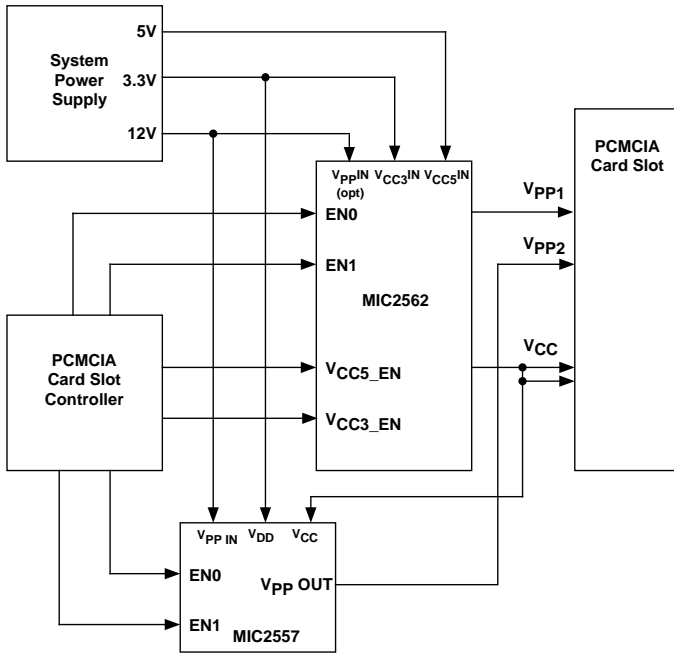 System
Power
Supply
5V
3.3V
12V
PCMCIA
Card Slot
VPPIN
(opt)
VCC3IN
VCC5IN
EN0
EN1
MIC2562
VCC5_EN
VCC3_EN
VPP1
VPP2
VCC
PCMCIA
Card Slot
Controller
VPP IN
VDD
VCC
EN0
VPP OUT
EN1
MIC2557